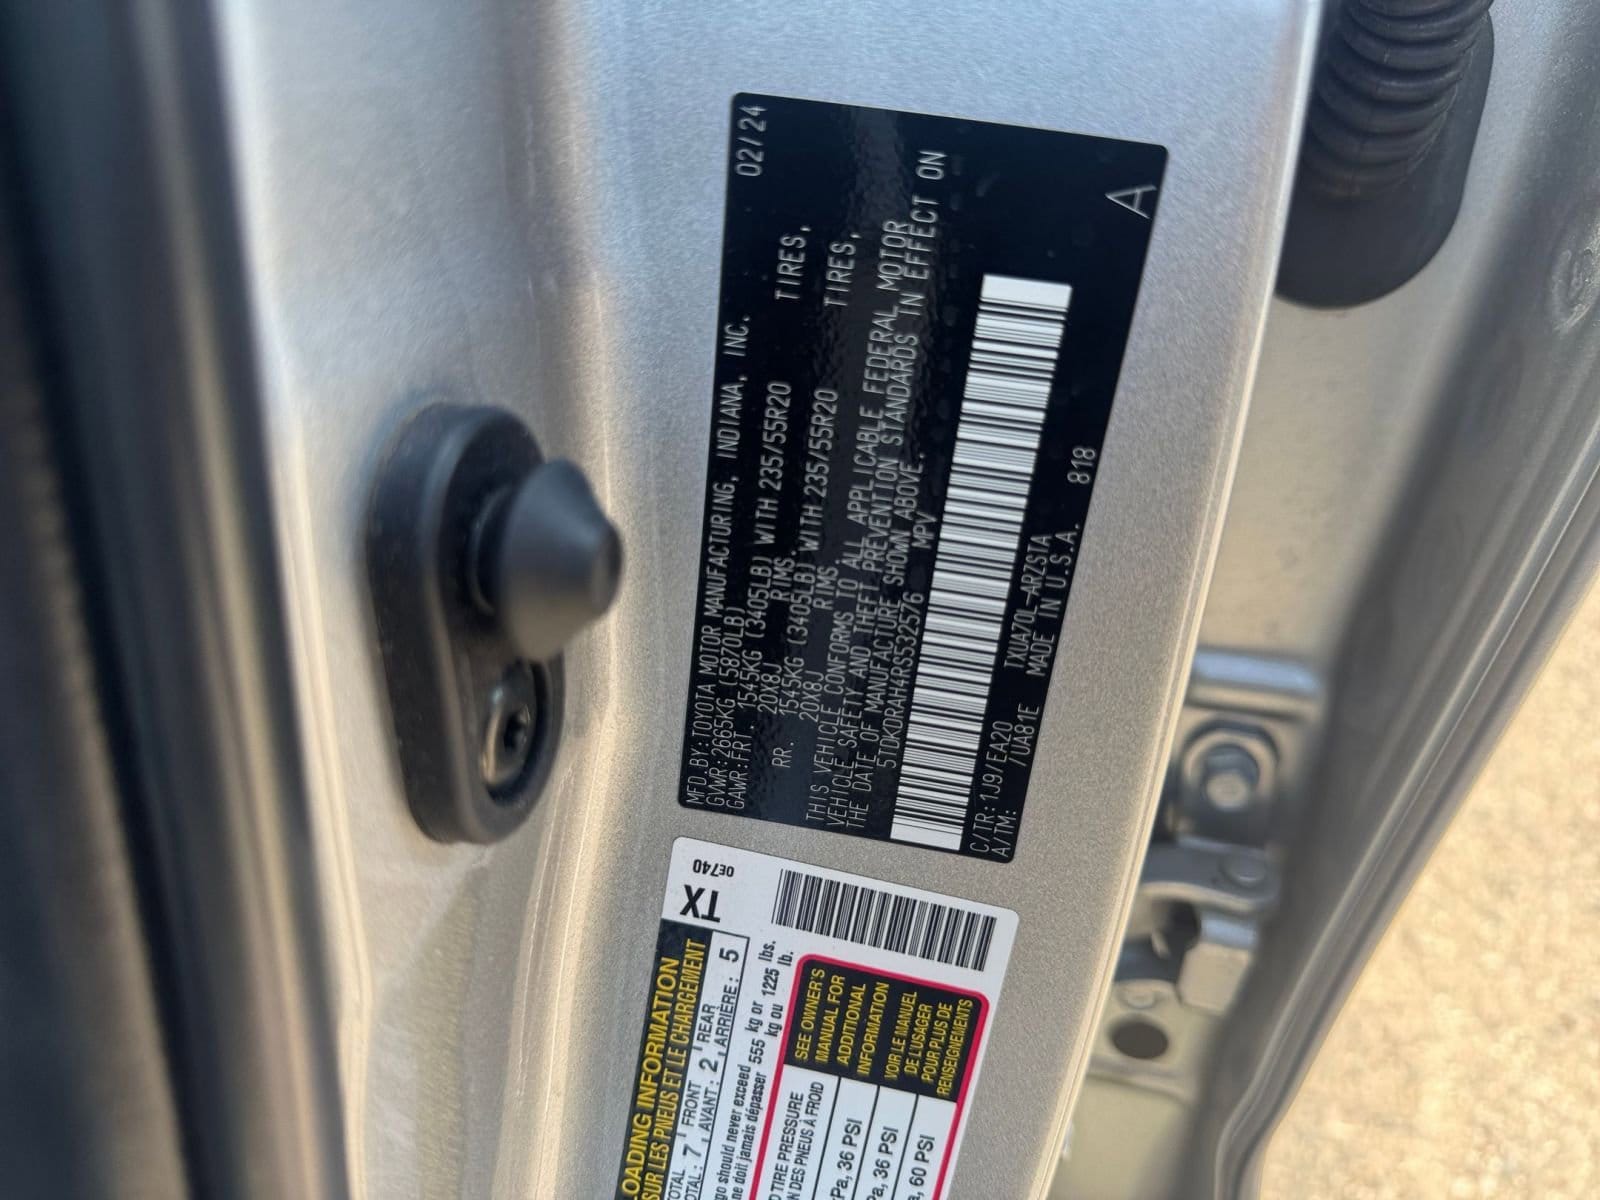 MFD.BY:TOYOTA MOTOR MANUFACTURING, INDIANA, INC. 02/24
GVWR:2665KG (5870LB)
GAWR:FRT 1545KG (3405LB) WITH 235/55R20 TIRES,
20X8J RIMS.
RR. 1545KG (3405LB) WITH 235/55R20 TIRES,
20X8J RIMS
THIS VEHICLE CONFORMS TO ALL APPLICABLE FEDERAL MOTOR
VEHICLE SAFETY AND THEFT PREVENTION STANDARDS IN EFFECT ON
THE DATE OF MANUFACTURE SHOWN ABOVE.
5TDKDRAH4RS532576 MPV
C/TR:1J9/EA20 TXUA70L-ARZSTA
A/TM: /UA81E MADE IN U.S.A. 818
A
TX
0E740
LOADING INFORMATION
SUR LES PNEUS ET LE CHARGEMENT
TOTAL 7 FRONT 2 REAR 5
TOTAL: AVANT: ARRIÈRE:
should never exceed 555 kg or 1225 lbs.
ne doit jamais dépasser kg ou lb.
TIRE PRESSURE
DES PNEUS À FROID
36 PSI
36 PSI
60 PSI
SEE OWNER'S
MANUAL FOR
ADDITIONAL
INFORMATION
VOIR LE MANUEL
DE L'USAGER
POUR PLUS DE
RENSEIGNEMENTS